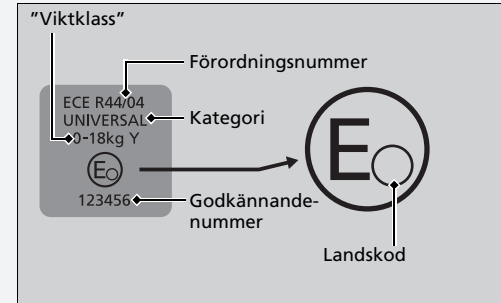 ”Viktklass”
Förordningsnummer
ECE R44/04
UNIVERSAL
Kategori
0-18kg Y
E
E
123456
Godkännande-
nummer
Landskod